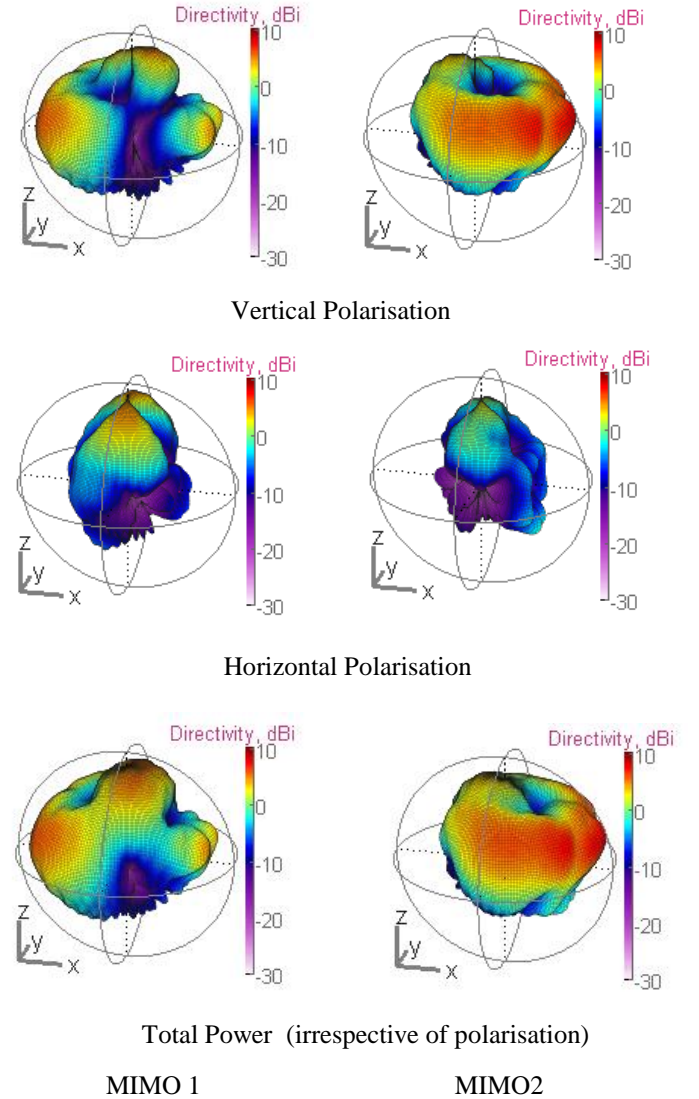 Directivity, dBi
Directivity, dBi
10
0
-10
-20
-30
10
0
-10
-20
-30
z
y
x
z
y
x
Vertical Polarisation
Directivity, dBi
Directivity, dBi
10
0
-10
-20
-30
10
0
-10
-20
-30
z
y
x
z
y
x
Horizontal Polarisation
Directivity, dBi
Directivity, dBi
10
0
-10
-20
-30
10
0
-10
-20
-30
z
y
x
z
y
x
Total Power (irrespective of polarisation)
MIMO 1 MIMO2